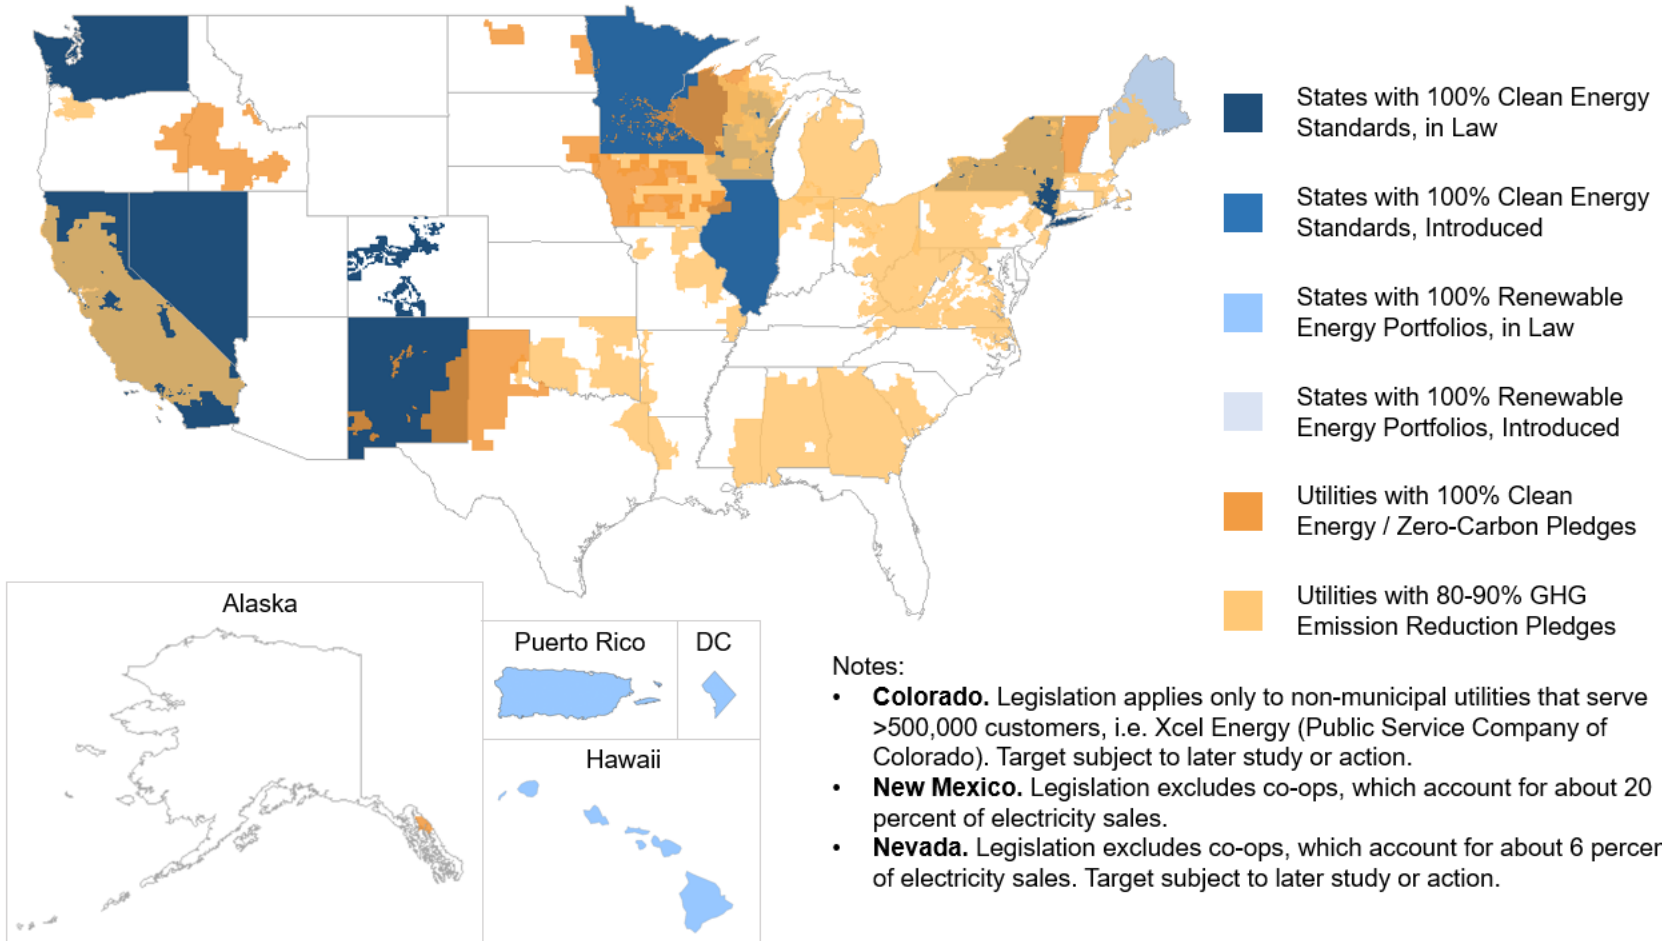 States with 100% Clean Energy
Standards, in Law
States with 100% Clean Energy
Standards, Introduced
States with 100% Renewable
Energy Portfolios, in Law
States with 100% Renewable
Energy Portfolios, Introduced
Utilities with 100% Clean
Energy / Zero-Carbon Pledges
Utilities with 80-90% GHG
Emission Reduction Pledges
Alaska
Puerto Rico
DC
Hawaii
Notes:
• Colorado. Legislation applies only to non-municipal utilities that serve
>500,000 customers, i.e. Xcel Energy (Public Service Company of
Colorado). Target subject to later study or action.
• New Mexico. Legislation excludes co-ops, which account for about 20
percent of electricity sales.
• Nevada. Legislation excludes co-ops, which account for about 6 percen
of electricity sales. Target subject to later study or action.